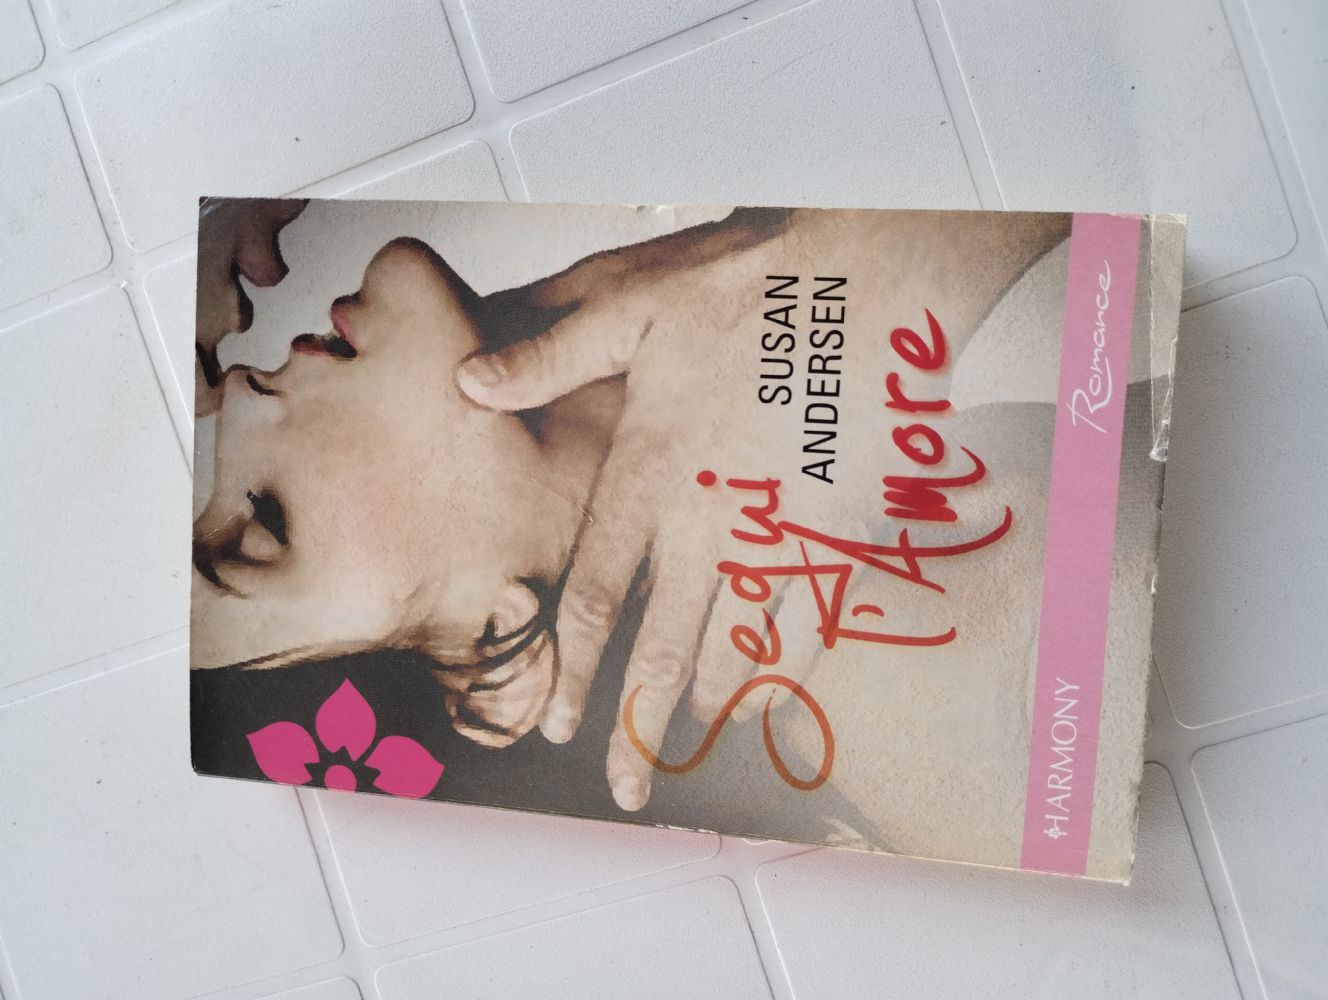 SUSAN
ANDERSEN
Segui
l'Amore
HARMONY
Romance